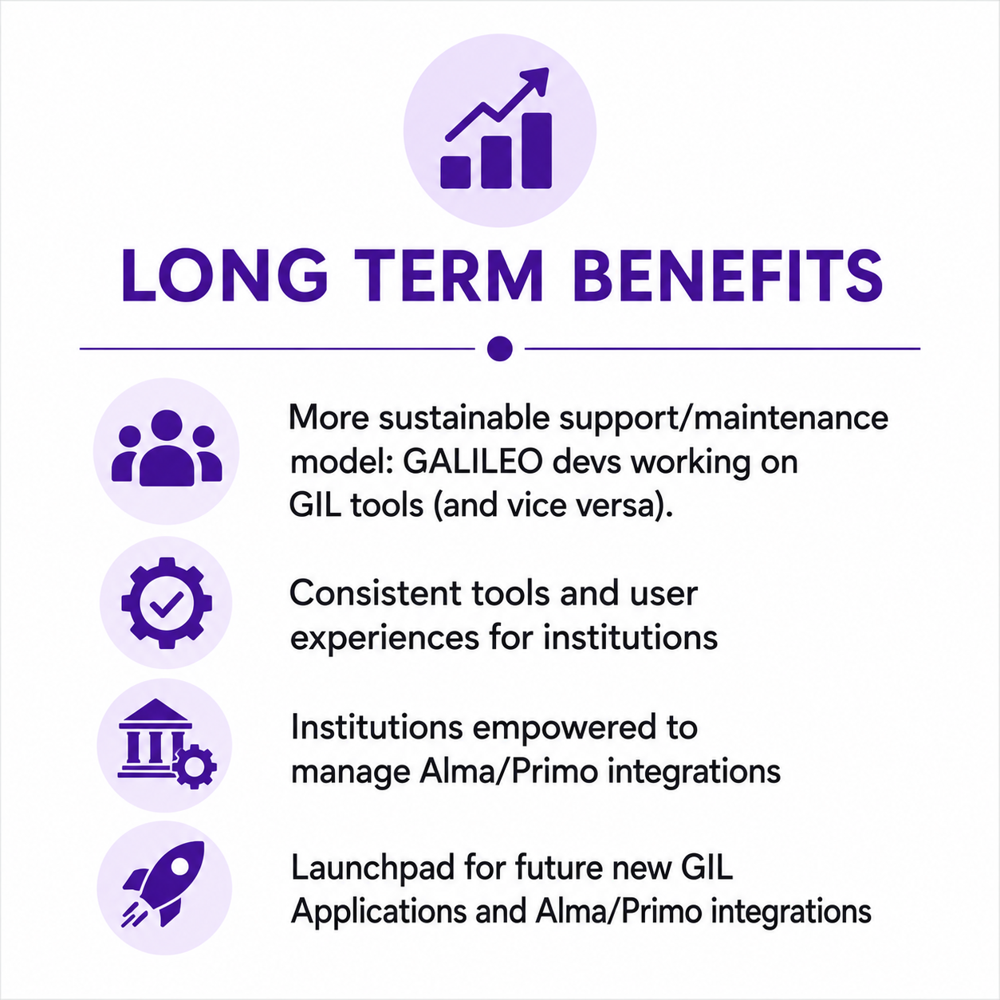 LONG TERM BENEFITS
More sustainable support/maintenance
model: GALILEO devs working on
GIL tools (and vice versa).
Consistent tools and user
experiences for institutions
Institutions empowered to
manage Alma/Primo integrations
Launchpad for future new GIL
Applications and Alma/Primo integrations